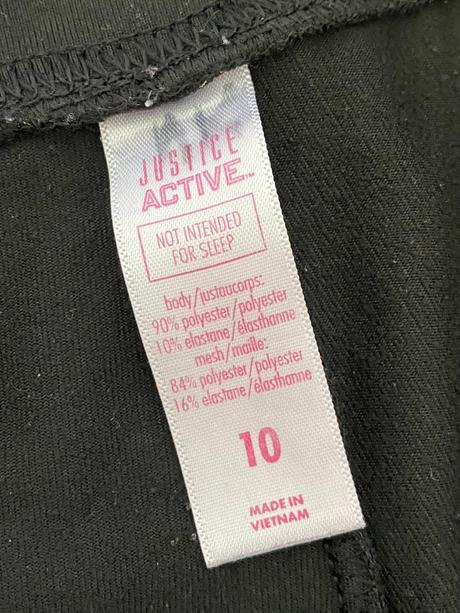 JUSTICE
ACTIVE™
NOT INTENDED
FOR SLEEP
body/justaucorps:
90% polyester/polyester
10% elastane/élasthanne
mesh/maille:
84% polyester/polyester
16% elastane/élasthanne
10
MADE IN
VIETNAM